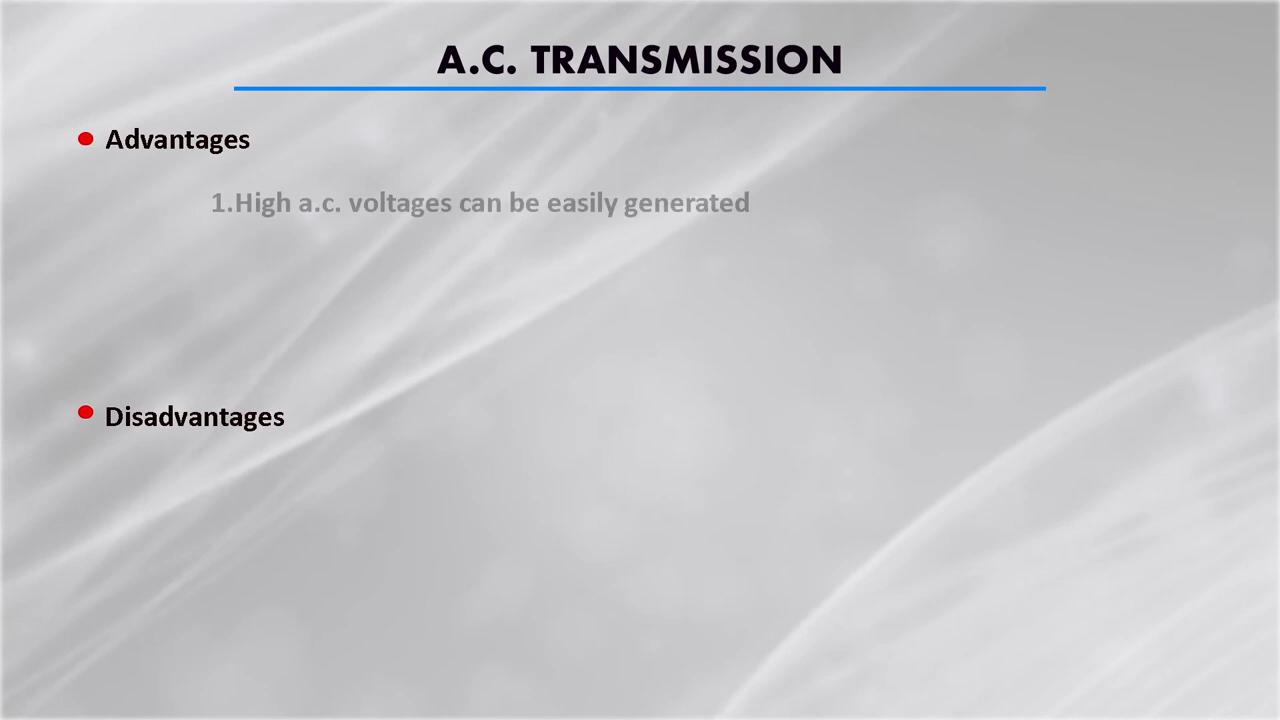 A.C. TRANSMISSION
Advantages
1.High a.c. voltages can be easily generated
Disadvantages